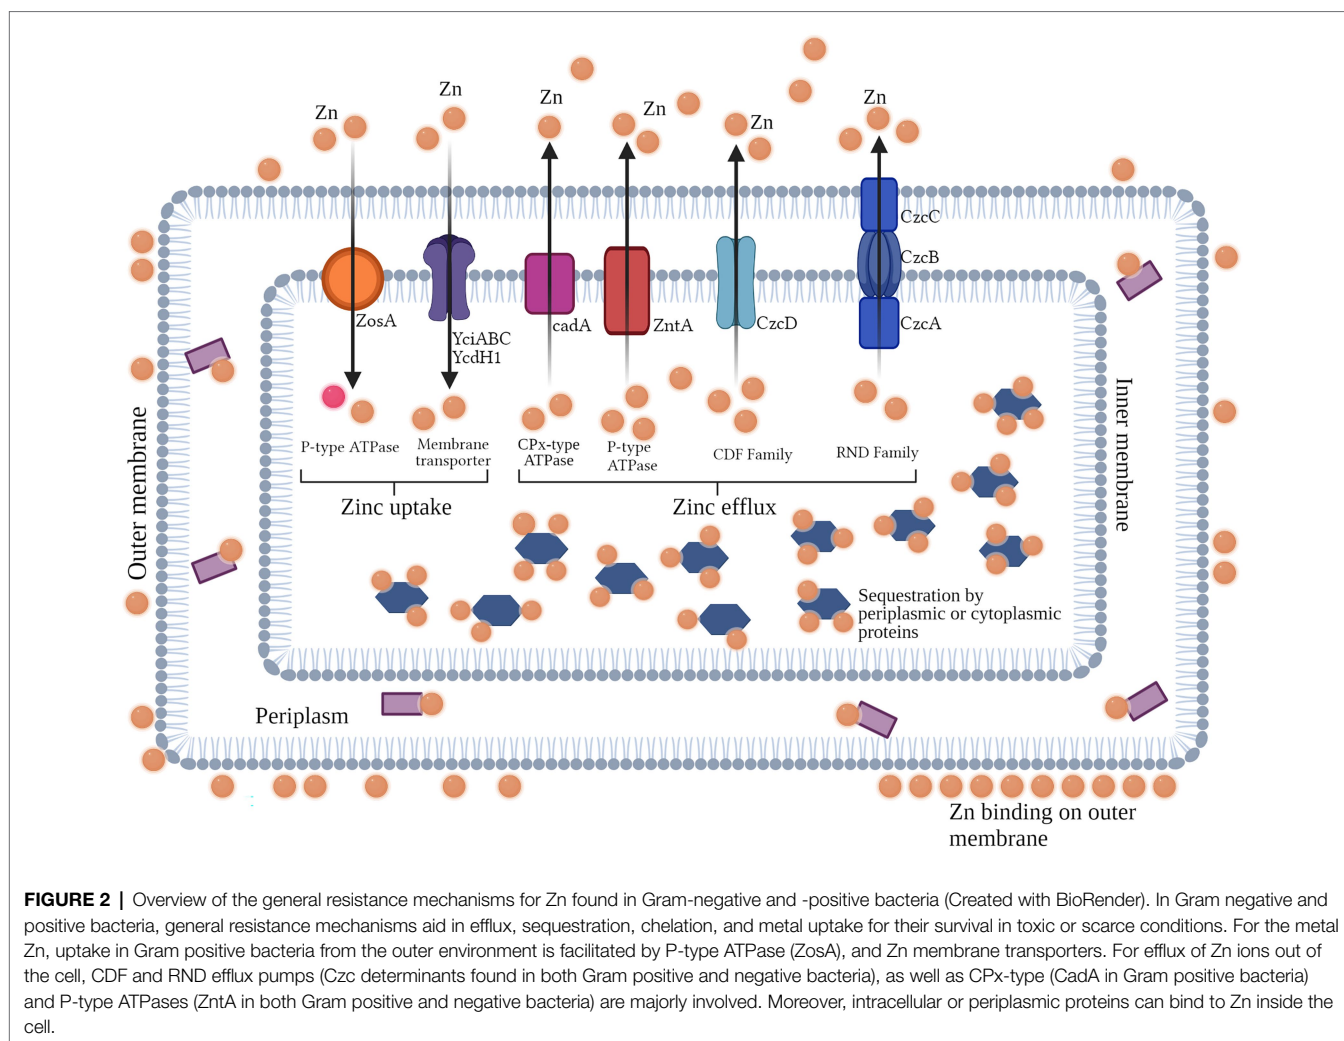 Zn
Zn
Zn
Zn
Zn
Zn
CzcC
CzcB
CzcA
ZosA
YciABC
YcdH1
cadA
ZntA
CzcD
P-type ATPase
Membrane
transporter
CPx-type
ATPase
P-type
ATPase
CDF Family
RND Family
Zinc uptake
Zinc efflux
Outer membrane
Inner membrane
Sequestration by
periplasmic or cytoplasmic
proteins
Periplasm
Zn binding on outer
membrane
FIGURE 2 | Overview of the general resistance mechanisms for Zn found in Gram-negative and -positive bacteria (Created with BioRender). In Gram negative and
positive bacteria, general resistance mechanisms aid in efflux, sequestration, chelation, and metal uptake for their survival in toxic or scarce conditions. For the metal
Zn, uptake in Gram positive bacteria from the outer environment is facilitated by P-type ATPase (ZosA), and Zn membrane transporters. For efflux of Zn ions out of
the cell, CDF and RND efflux pumps (Czc determinants found in both Gram positive and negative bacteria), as well as CPx-type (CadA in Gram positive bacteria)
and P-type ATPases (ZntA in both Gram positive and negative bacteria) are majorly involved. Moreover, intracellular or periplasmic proteins can bind to Zn inside the
cell.